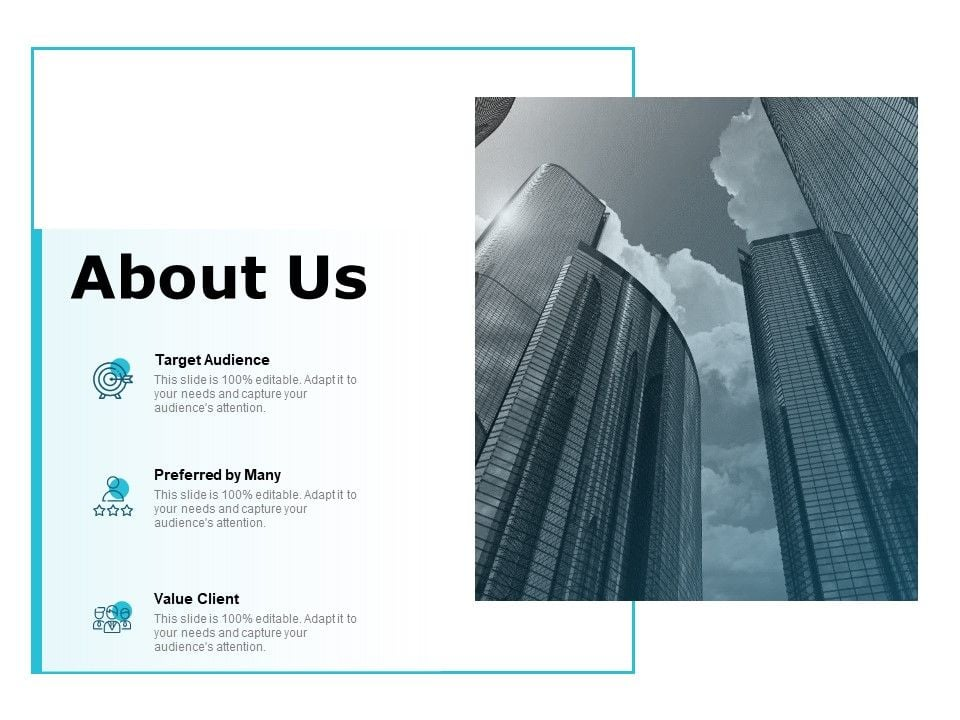 About Us
Target Audience
This slide is 100% editable. Adapt it to
your needs and capture your
audience's attention.
Preferred by Many
This slide is 100% editable. Adapt it to
your needs and capture your
audience's attention.
Value Client
This slide is 100% editable. Adapt it to
your needs and capture your
audience's attention.